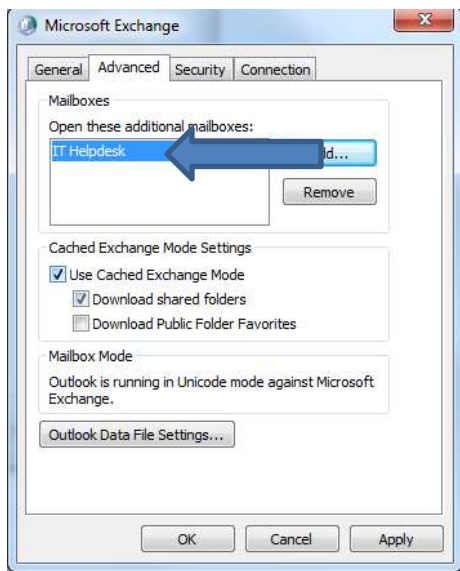 Microsoft Exchange
General Advanced Security Connection
Mailboxes
Open these additional mailboxes:
IT Helpdesk
Remove
Cached Exchange Mode Settings
Use Cached Exchange Mode
Download shared folders
Download Public Folder Favorites
Mailbox Mode
Outlook is running in Unicode mode against Microsoft
Exchange.
Outlook Data File Settings...
OK Cancel Apply